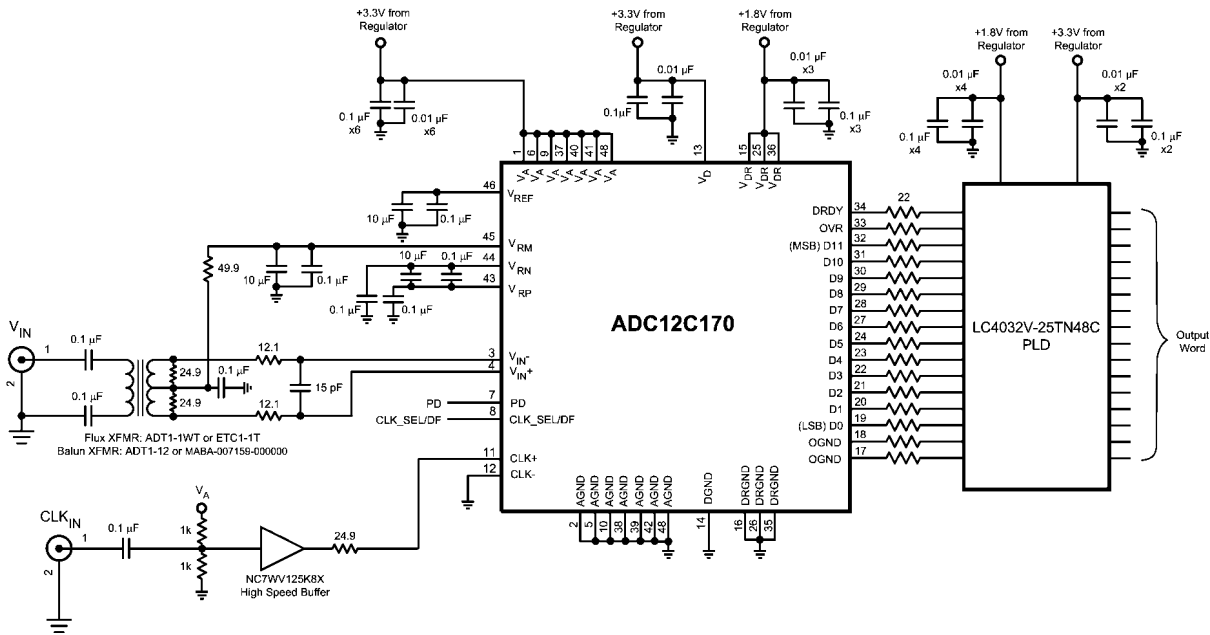 +3.3V from
Regulator
+3.3V from
Regulator
+1.8V from
Regulator
+1.8V from
Regulator
+3.3V from
Regulator
0.1 µF
x6
0.01 µF
x6
0.01 µF
0.1µF
0.01 µF
x3
0.1 µF
x3
0.01 µF
x4
0.1 µF
x4
0.01 µF
x2
0.1 µF
x2
1
6
9
37
40
41
48
13
15
25
36
VA
VA
VA
VA
VA
VA
VA
VD
VDR
VDR
VDR
46
VREF
10 µF
0.1 µF
45
VRM
49.9
10 µF
0.1 µF
44
VRN
43
VRP
10 µF
0.1 µF
0.1 µF
0.1 µF
ADC12C170
VIN
1
2
0.1 µF
0.1 µF
24.9
24.9
0.1 µF
12.1
12.1
15 pF
3
VIN-
4
VIN+
PD
7
PD
CLK_SEL/DF
8
CLK_SEL/DF
Flux XFMR: ADT1-1WT or ETC1-1T
Balun XFMR: ADT1-12 or MABA-007159-000000
11
CLK+
12
CLK-
CLKIN
1
2
0.1 µF
VA
1k
1k
NC7WV125K8X
High Speed Buffer
24.9
AGND
AGND
AGND
AGND
AGND
AGND
AGND
DGND
DRGND
DRGND
DRGND
2
5
10
38
39
42
48
14
16
26
35
22
DRDY 34
OVR 33
(MSB) D11 32
D10 31
D9 30
D8 29
D7 28
D6 27
D5 24
D4 23
D3 22
D2 21
D1 20
(LSB) D0 19
OGND 18
OGND 17
LC4032V-25TN48C
PLD
Output
Word